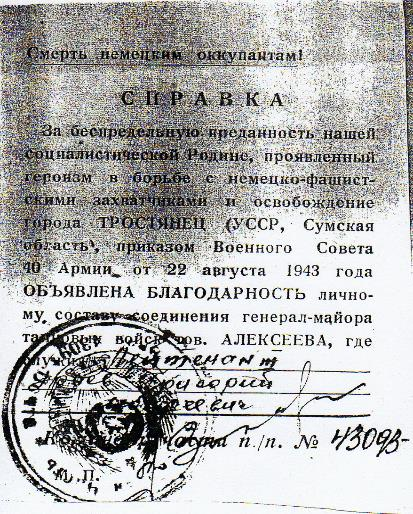 Смерть немецким оккупантам!
СПРАВКА
За беспредельную преданность нашей
социалистической Родине, проявленный
героизм в борьбе с немецко-фашист-
скими захватчиками и освобождение
города ТРОСТЯНЕЦ (УССР, Сумская
область), приказом Военного Совета
40 Армии от 22 августа 1943 года
ОБЪЯВЛЕНА БЛАГОДАРНОСТЬ лично-
му составу соединения генерал-майора
танковых войск тов. АЛЕКСЕЕВА, где
служил лейтенант
части п./п. № 43093
М. П.